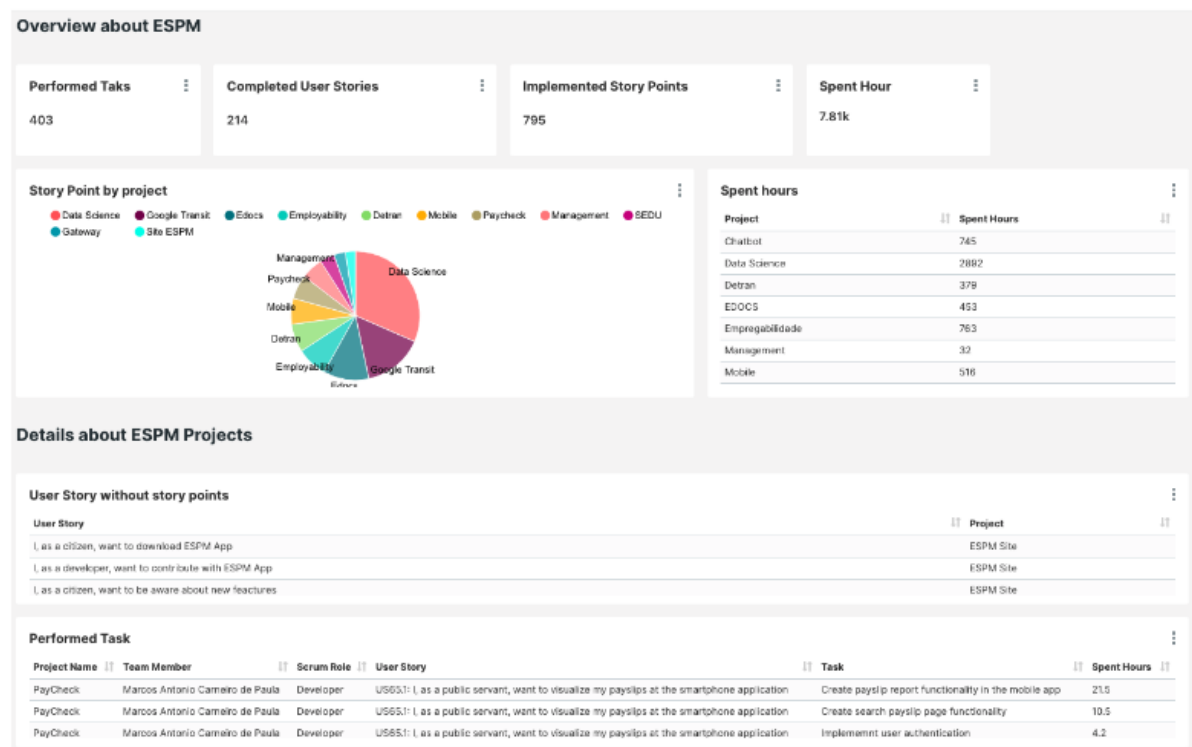 Overview about ESPM
Performed Taks
403
Completed User Stories
214
Implemented Story Points
795
Spent Hour
7.81k
Story Point by project
Data Science Google Transit Edocs Employability Detran Mobile Paycheck Management SEDU
Gateway Site ESPM
Management
Data Science
Paycheck
Mobile
Detran
Employability
Google Transit
Edocs
Spent hours
Project Spent Hours
Chatbot 745
Data Science 2892
Detran 379
EDOCS 453
Empregabilidade 763
Management 32
Mobile 516
Details about ESPM Projects
User Story without story points
User Story Project
I, as a citizen, want to download ESPM App ESPM Site
I, as a developer, want to contribute with ESPM App ESPM Site
I, as a citizen, want to be aware about new feactures ESPM Site
Performed Task
Project Name Team Member Scrum Role User Story Task Spent Hours
PayCheck Marcos Antonio Carneiro de Paula Developer US65.1: I, as a public servant, want to visualize my payslips at the smartphone application Create payslip report functionality in the mobile app 21.5
PayCheck Marcos Antonio Carneiro de Paula Developer US65.1: I, as a public servant, want to visualize my payslips at the smartphone application Create search payslip page functionality 10.5
PayCheck Marcos Antonio Carneiro de Paula Developer US65.1: I, as a public servant, want to visualize my payslips at the smartphone application Implememnt user authentication 4.2